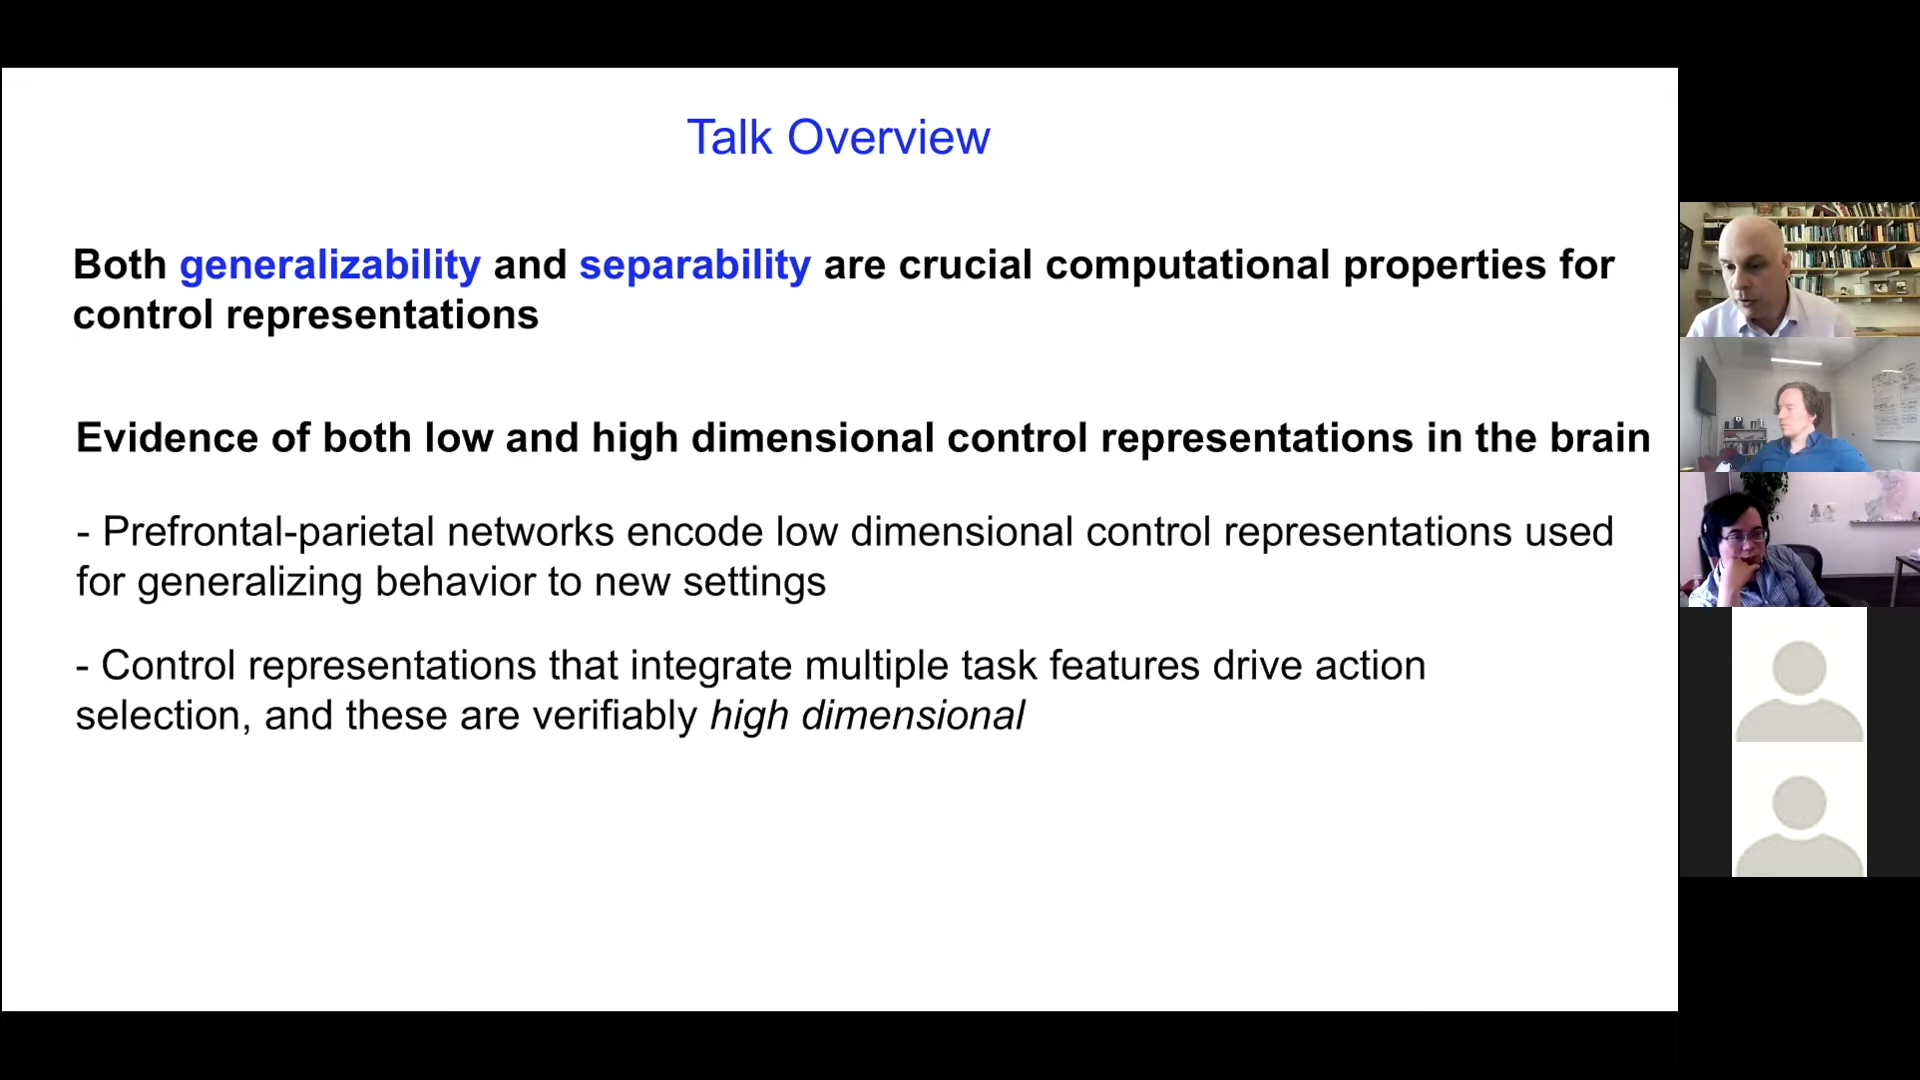 Talk Overview
Both generalizability and separability are crucial computational properties for
control representations
Evidence of both low and high dimensional control representations in the brain
- Prefrontal-parietal networks encode low dimensional control representations used
for generalizing behavior to new settings
- Control representations that integrate multiple task features drive action
selection, and these are verifiably high dimensional